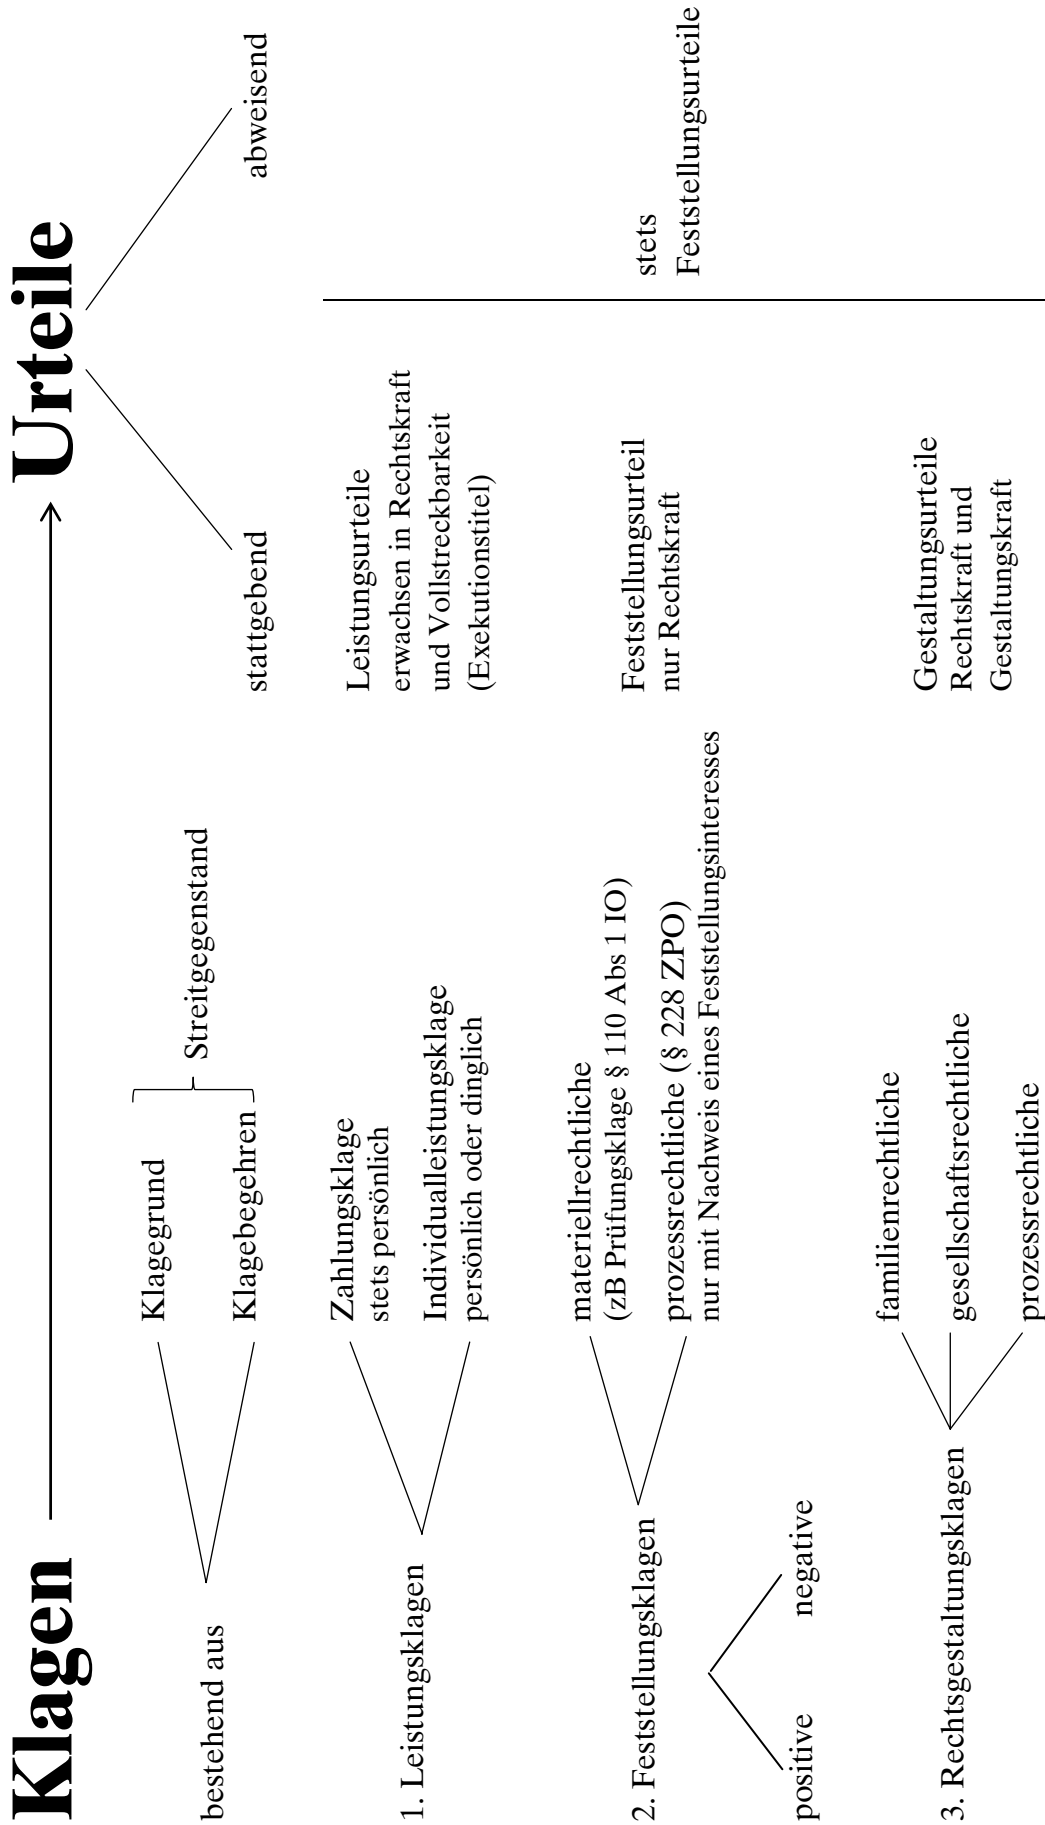 Klagen
Urteile
bestehend aus
Klagegrund
Klagebegehren
Streitgegenstand
stattgebend
abweisend
1. Leistungsklagen
Zahlungsklage
stets persönlich
Individualleistungsklage
persönlich oder dinglich
Leistungsurteile
erwachsen in Rechtskraft
und Vollstreckbarkeit
(Exekutionstitel)
2. Feststellungsklagen
positive
negative
materiellrechtliche
(zB Prüfungsklage § 110 Abs 1 IO)
prozessrechtliche (§ 228 ZPO)
nur mit Nachweis eines Feststellungsinteresses
Feststellungsurteil
nur Rechtskraft
stets
Feststellungsurteile
3. Rechtsgestaltungsklagen
familienrechtliche
gesellschaftsrechtliche
prozessrechtliche
Gestaltungsurteile
Rechtskraft und
Gestaltungskraft